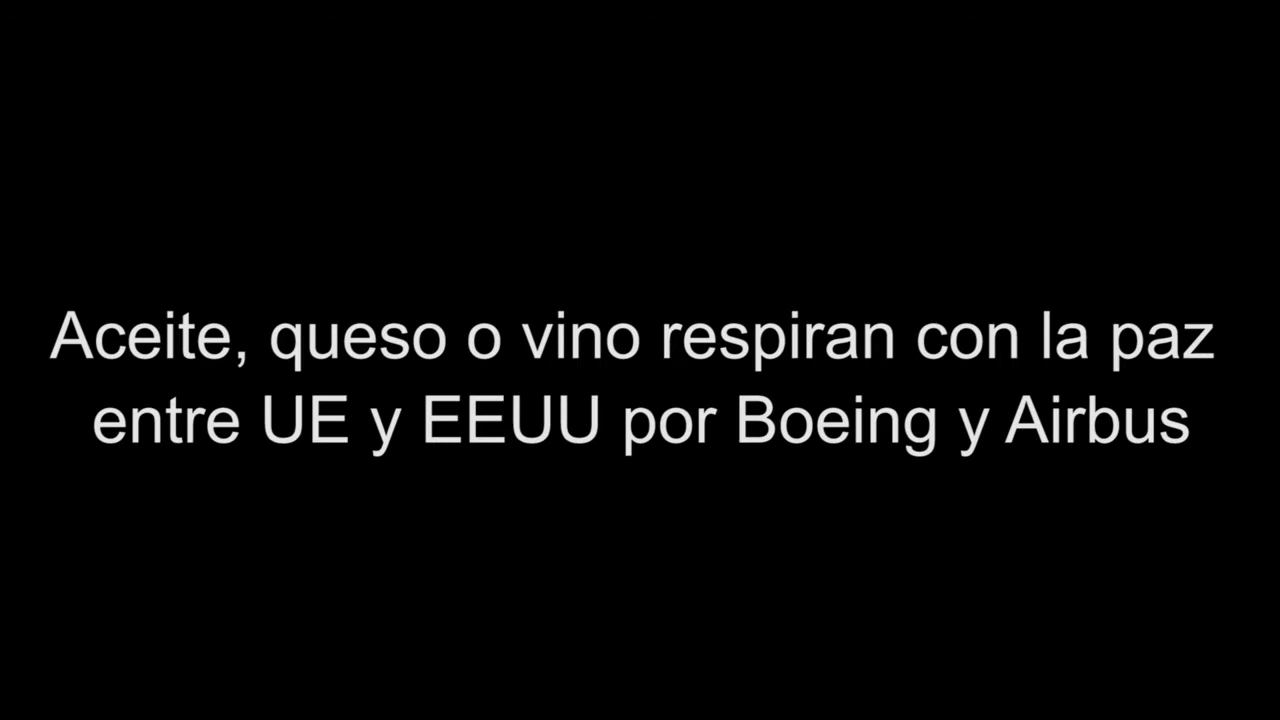 Aceite, queso o vino respiran con la paz
entre UE y EEUU por Boeing y Airbus